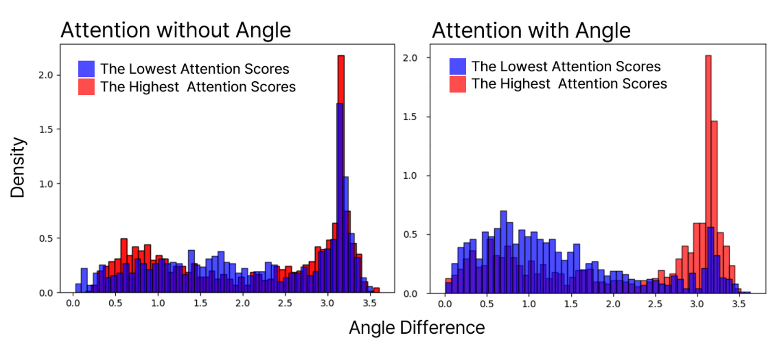 Attention without Angle
The Lowest Attention Scores
The Highest Attention Scores
Density
2.0
1.5
1.0
0.5
0.0
0.0 0.5 1.0 1.5 2.0 2.5 3.0 3.5
Attention with Angle
The Lowest Attention Scores
The Highest Attention Scores
2.0
1.5
1.0
0.5
0.0
0.0 0.5 1.0 1.5 2.0 2.5 3.0 3.5
Angle Difference